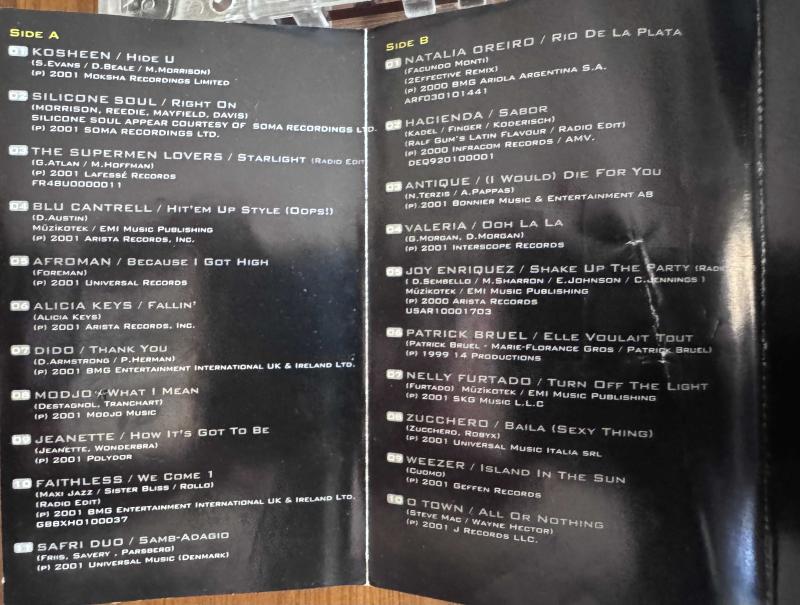 SIDE A
01 KOSHEEN / HIDE U
(S.EVANS / D.BEALE / M.MORRISON)
(P) 2001 MOKSHA RECORDINGS LIMITED
02 SILICONE SOUL / RIGHT ON
(MORRISON, REEDIE, MAYFIELD, DAVIS)
SILICONE SOUL APPEAR COURTESY OF SOMA RECORDINGS LTD.
(P) 2001 SOMA RECORDINGS LTD.
03 THE SUPERMEN LOVERS / STARLIGHT (RADIO EDIT
(G.ATLAN / M.HOFFMAN)
(P) 2001 LAFESSÉ RECORDS
FR48U0000011
04 BLU CANTRELL / HIT'EM UP STYLE (OOPS!)
(D.AUSTIN)
MÜZIKOTEK / EMI MUSIC PUBLISHING
(P) 2001 ARISTA RECORDS, INC.
05 AFROMAN / BECAUSE I GOT HIGH
(FOREMAN)
(P) 2001 UNIVERSAL RECORDS
06 ALICIA KEYS / FALLIN'
(ALICIA KEYS)
(P) 2001 ARISTA RECORDS, INC.
07 DIDO / THANK YOU
(D.ARMSTRONG / P.HERMAN)
(P) 2001 BMG ENTERTAINMENT INTERNATIONAL UK & IRELAND LTD.
08 MODJO / WHAT I MEAN
(DESTAGNOL, TRANCHART)
(P) 2001 MODJO MUSIC
09 JEANETTE / HOW IT'S GOT TO BE
(JEANETTE, WONDERBRA)
(P) 2001 POLYDOR
10 FAITHLESS / WE COME 1
(MAXI JAZZ / SISTER BLISS / ROLLO)
(RADIO EDIT)
(P) 2001 BMG ENTERTAINMENT INTERNATIONAL UK & IRELAND LTD.
GBBXH0100037
11 SAFRI DUO / SAMB-ADAGIO
(FRIIS, SAVERY , PARSBERG)
(P) 2001 UNIVERSAL MUSIC (DENMARK)
SIDE B
01 NATALIA OREIRO / RIO DE LA PLATA
(FACUNDO MONTI)
(2EFFECTIVE REMIX)
(P) 2000 BMG ARIOLA ARGENTINA S.A.
ARF030101441
02 HACIENDA / SABOR
(KADEL / FINGER / KODERISCH)
(RALF GUM'S LATIN FLAVOUR / RADIO EDIT)
(P) 2000 INFRACOM RECORDS / AMV.
DEQ920100001
03 ANTIQUE / (I WOULD) DIE FOR YOU
(N.TERZIS / A.PAPPAS)
(P) 2001 BONNIER MUSIC & ENTERTAINMENT AB
04 VALERIA / OOH LA LA
(G.MORGAN, D.MORGAN)
(P) 2001 INTERSCOPE RECORDS
05 JOY ENRIQUEZ / SHAKE UP THE PARTY
( D.SEMBELLO / M.SHARRON / E.JOHNSON / C.JENNINGS )
MÜZIKOTEK / EMI MUSIC PUBLISHING
(P) 2000 ARISTA RECORDS
USAR10001703
06 PATRICK BRUEL / ELLE VOULAIT TOUT
(PATRICK BRUEL - MARIE-FLORANCE GROS / PATRICK BRUEL)
(P) 1999 14 PRODUCTIONS
07 NELLY FURTADO / TURN OFF THE LIGHT
(FURTADO) MÜZIKOTEK / EMI MUSIC PUBLISHING
(P) 2001 SKG MUSIC L.L.C
08 ZUCCHERO / BAILA (SEXY THING)
(ZUCCHERO, ROBYX)
(P) 2001 UNIVERSAL MUSIC ITALIA SRL
09 WEEZER / ISLAND IN THE SUN
(CUOMO)
(P) 2001 GEFFEN RECORDS
10 O TOWN / ALL OR NOTHING
(STEVE MAC / WAYNE HECTOR)
(P) 2001 J RECORDS LLC.